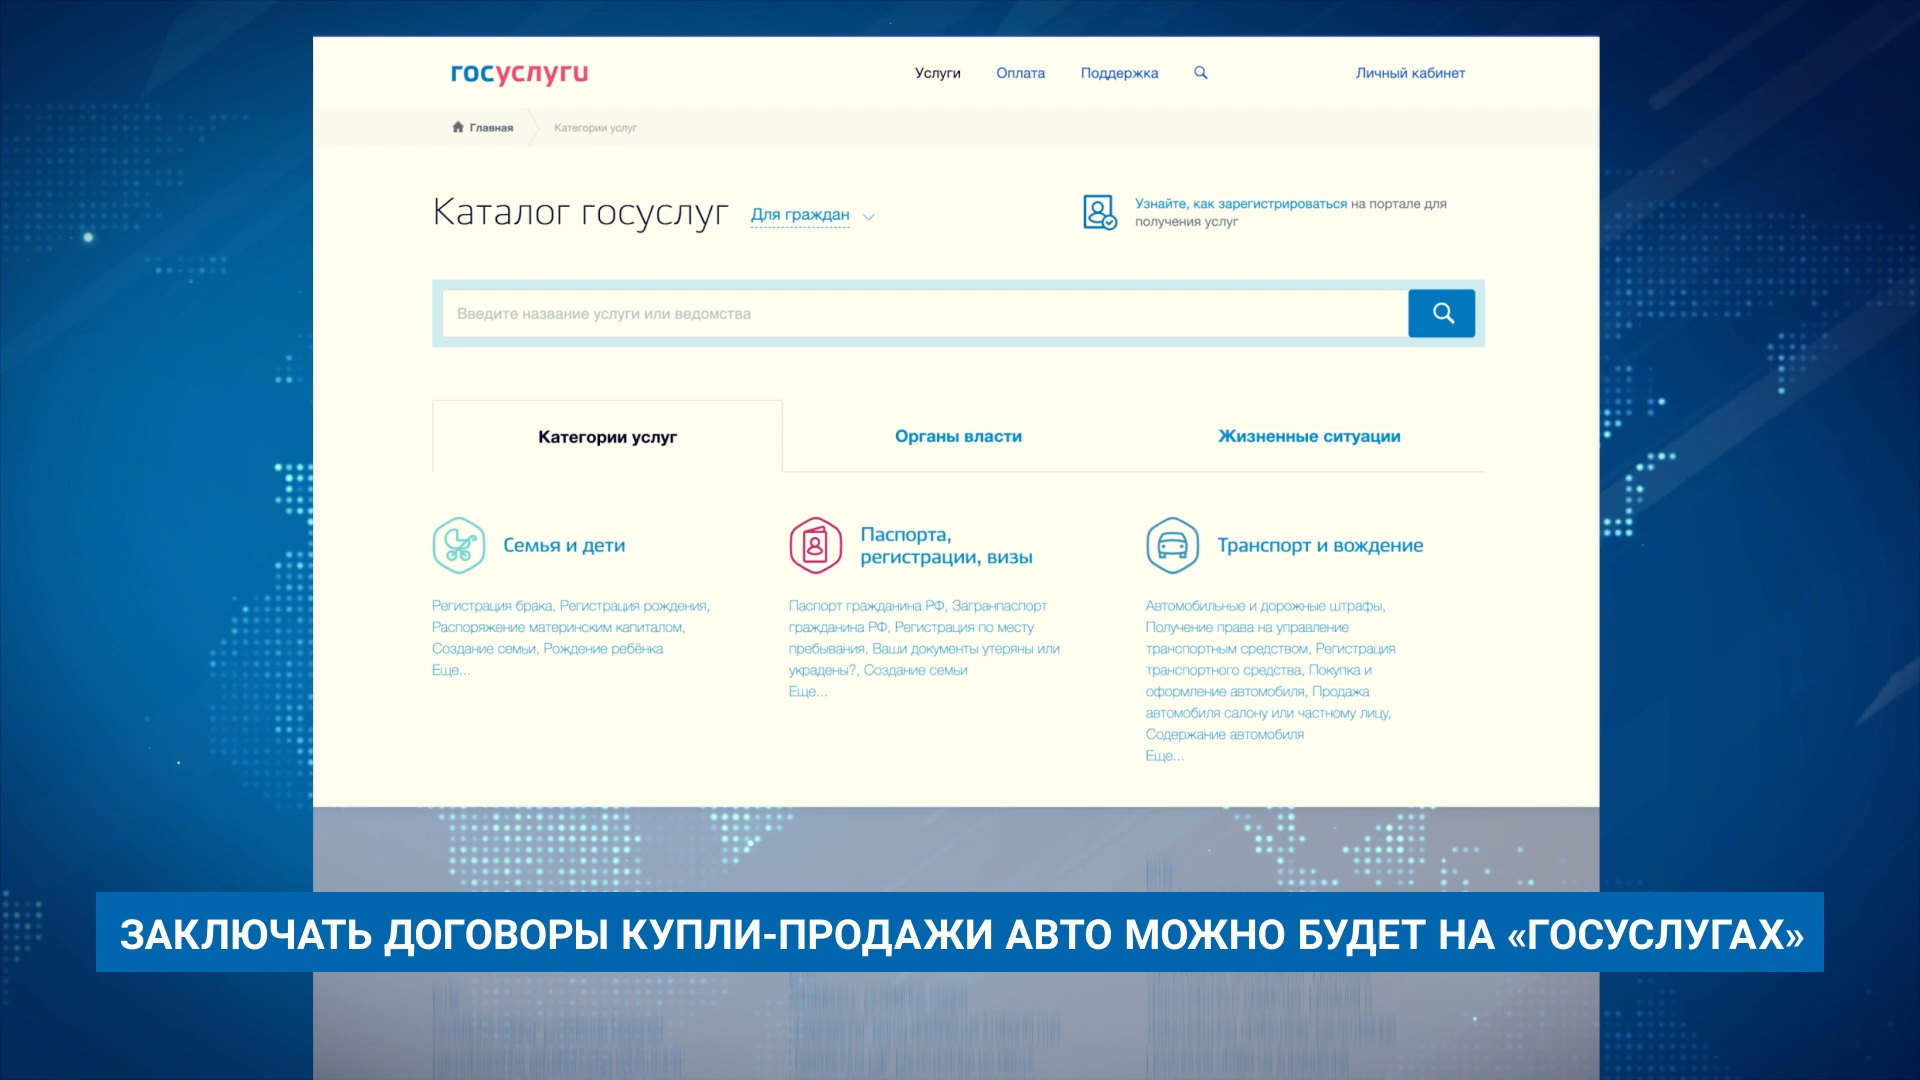 госуслуги
Услуги
Оплата
Поддержка
Личный кабинет
Главная
Категории услуг
Каталог госуслуг
Для граждан
Узнайте, как зарегистрироваться на портале для
получения услуг
Введите название услуги или ведомства
Категории услуг
Органы власти
Жизненные ситуации
Семья и дети
Регистрация брака, Регистрация рождения,
Распоряжение материнским капиталом,
Создание семьи, Рождение ребёнка
Еще...
Паспорта,
регистрации, визы
Паспорт гражданина РФ, Загранпаспорт
гражданина РФ, Регистрация по месту
пребывания, Ваши документы утеряны или
украдены?, Создание семьи
Еще...
Транспорт и вождение
Автомобильные и дорожные штрафы,
Получение права на управление
транспортным средством, Регистрация
транспортного средства, Покупка и
оформление автомобиля, Продажа
автомобиля салону или частному лицу,
Содержание автомобиля
Еще...
ЗАКЛЮЧАТЬ ДОГОВОРЫ КУПЛИ-ПРОДАЖИ АВТО МОЖНО БУДЕТ НА «ГОСУСЛУГАХ»